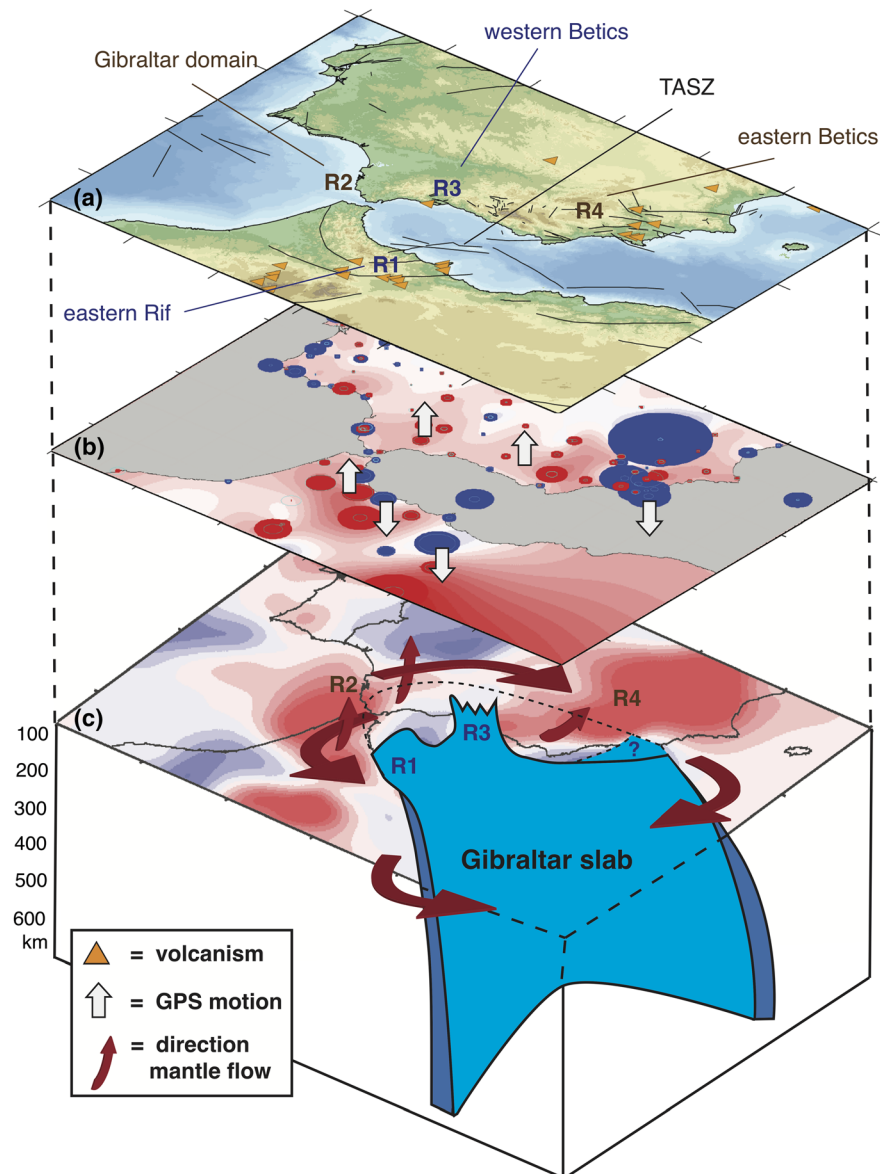 western Betics
Gibraltar domain
TASZ
eastern Betics
R2
R3
(a)
R4
R1
eastern Rif
(b)
R2
R4
(c)
100
R3
?
200
R1
300
400
Gibraltar slab
500
600
km
= volcanism
= GPS motion
= direction
mantle flow